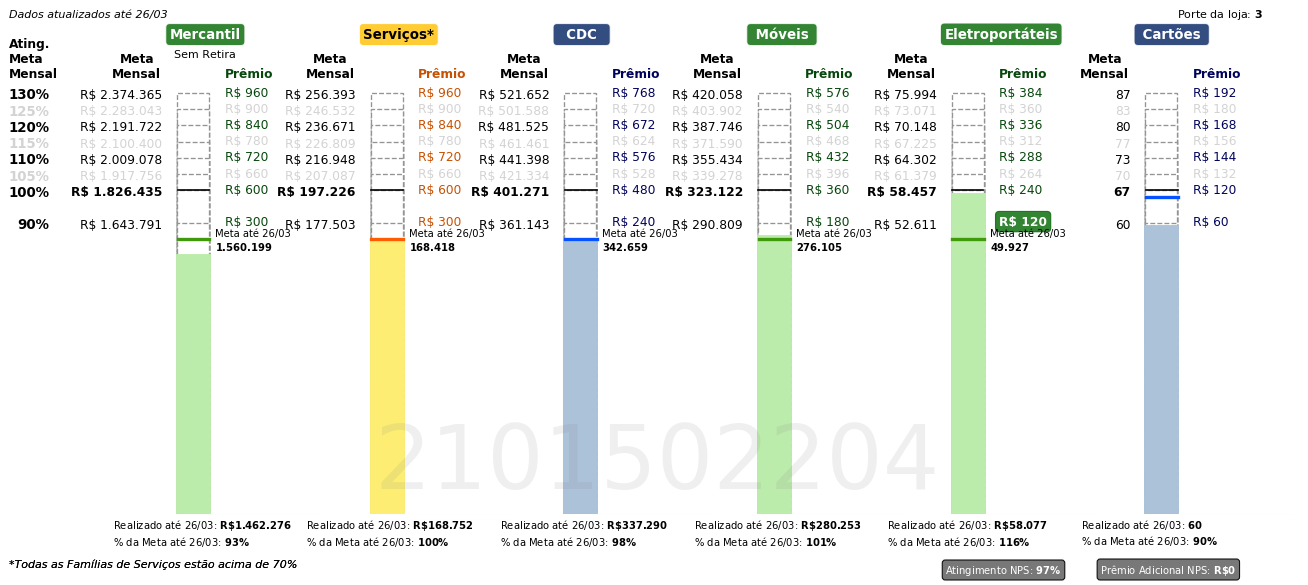 Dados atualizados até 26/03 Porte da loja: 3
Mercantil Serviços* CDC Móveis Eletroportáteis Cartões
Sem Retira
Ating. Meta Mensal Meta Mensal Prêmio Meta Mensal Prêmio Meta Mensal Prêmio Meta Mensal Prêmio Meta Mensal Prêmio Meta Mensal Prêmio
130% R$ 2.374.365 R$ 960 R$ 256.393 R$ 960 R$ 521.652 R$ 768 R$ 420.058 R$ 576 R$ 75.994 R$ 384 87 R$ 192
125% R$ 2.283.043 R$ 900 R$ 246.532 R$ 900 R$ 501.588 R$ 720 R$ 403.902 R$ 540 R$ 73.071 R$ 360 83 R$ 180
120% R$ 2.191.722 R$ 840 R$ 236.671 R$ 840 R$ 481.525 R$ 672 R$ 387.746 R$ 504 R$ 70.148 R$ 336 80 R$ 168
115% R$ 2.100.400 R$ 780 R$ 226.809 R$ 780 R$ 461.461 R$ 624 R$ 371.590 R$ 468 R$ 67.225 R$ 312 77 R$ 156
110% R$ 2.009.078 R$ 720 R$ 216.948 R$ 720 R$ 441.398 R$ 576 R$ 355.434 R$ 432 R$ 64.302 R$ 288 73 R$ 144
105% R$ 1.917.756 R$ 660 R$ 207.087 R$ 660 R$ 421.334 R$ 528 R$ 339.278 R$ 396 R$ 61.379 R$ 264 70 R$ 132
100% R$ 1.826.435 R$ 600 R$ 197.226 R$ 600 R$ 401.271 R$ 480 R$ 323.122 R$ 360 R$ 58.457 R$ 240 67 R$ 120
90% R$ 1.643.791 R$ 300 R$ 177.503 R$ 300 R$ 361.143 R$ 240 R$ 290.809 R$ 180 R$ 52.611 R$ 120 60 R$ 60
Meta até 26/03 Meta até 26/03 Meta até 26/03 Meta até 26/03 Meta até 26/03
1.560.199 168.418 342.659 276.105 49.927
2101502204
Realizado até 26/03: R$1.462.276 Realizado até 26/03: R$168.752 Realizado até 26/03: R$337.290 Realizado até 26/03: R$280.253 Realizado até 26/03: R$58.077 Realizado até 26/03: 60
% da Meta até 26/03: 93% % da Meta até 26/03: 100% % da Meta até 26/03: 98% % da Meta até 26/03: 101% % da Meta até 26/03: 116% % da Meta até 26/03: 90%
*Todas as Famílias de Serviços estão acima de 70% Atingimento NPS: 97% Prêmio Adicional NPS: R$0